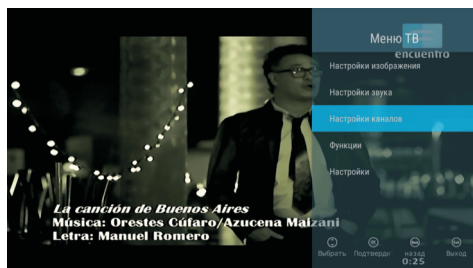 Меню ТВ
encuentro
Настройки изображения
Настройки звука
Настройки каналов
Функции
Настройки
La canción de Buenos Aires
Música: Orestes Cúfaro/Azucena Maizani
Letra: Manuel Romero
Выбрать Подтверди назад Выход
0:25